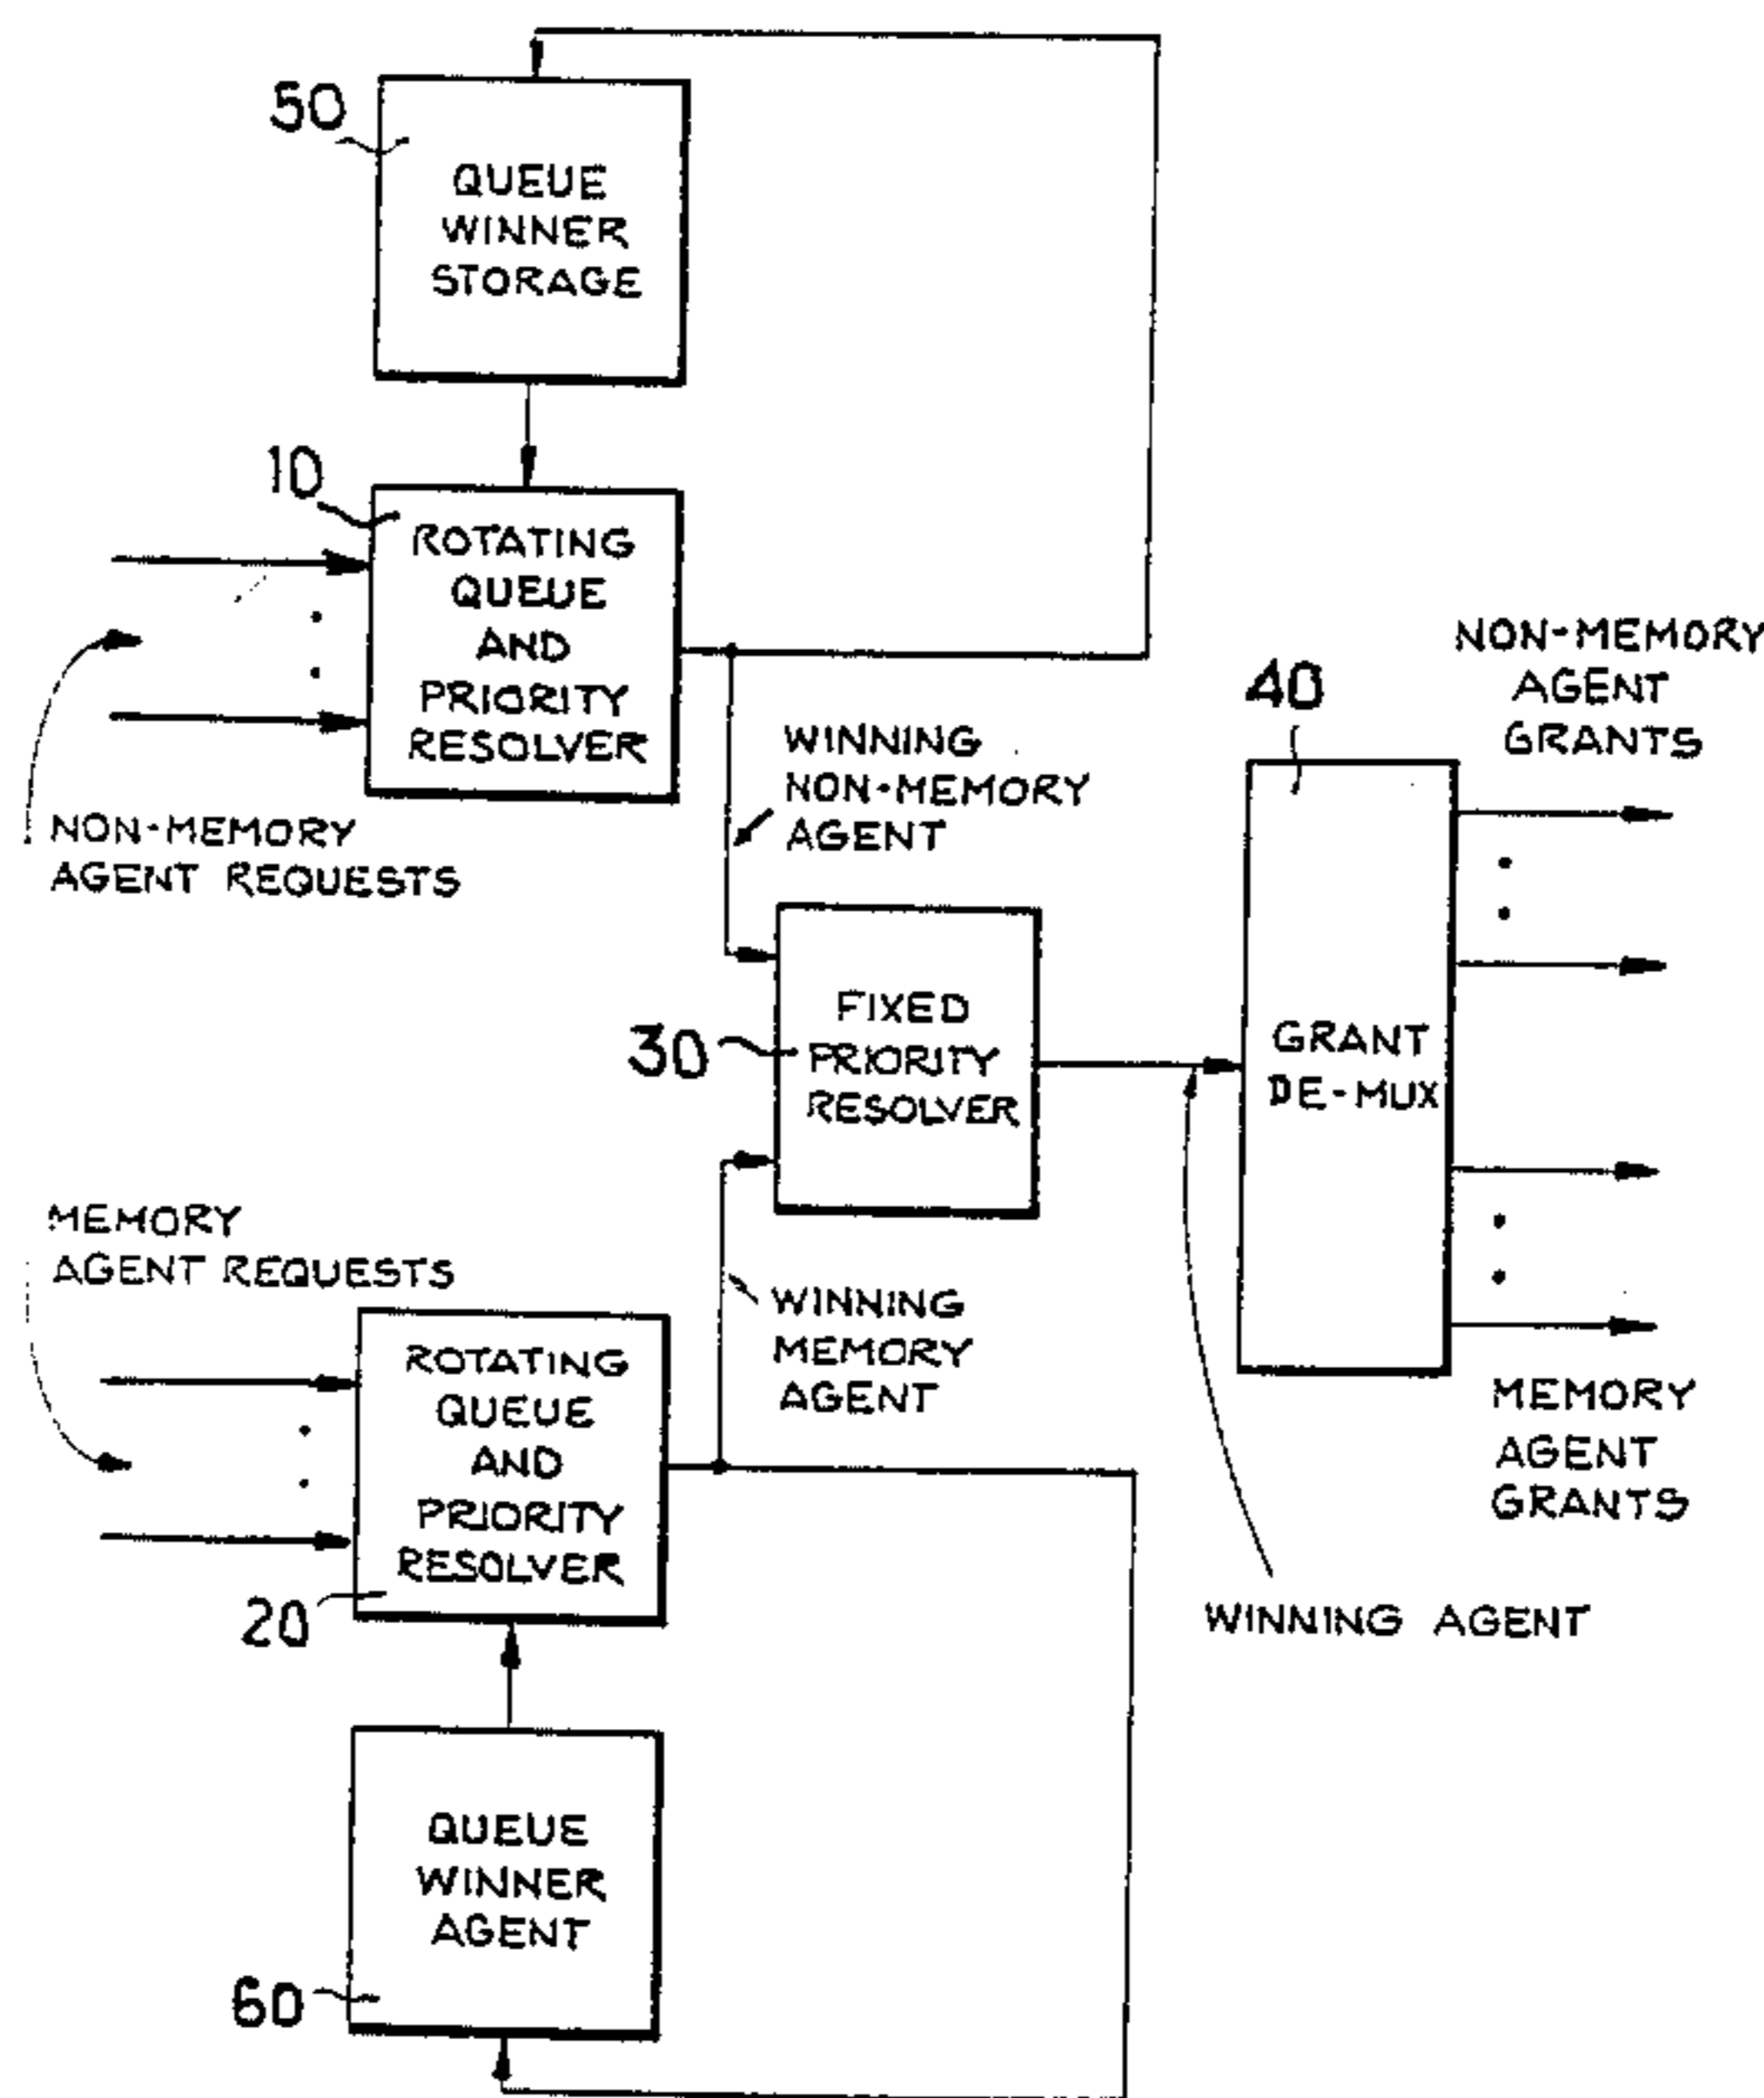 50
QUEUE
WINNER
STORAGE
10
ROTATING
QUEUE
AND
PRIORITY
RESOLVER
NON-MEMORY
AGENT REQUESTS
WINNING
NON-MEMORY
AGENT
40
NON-MEMORY
AGENT
GRANTS
30
FIXED
PRIORITY
RESOLVER
GRANT
DE-MUX
MEMORY
AGENT REQUESTS
WINNING
MEMORY
AGENT
ROTATING
QUEUE
AND
PRIORITY
RESOLVER
20
MEMORY
AGENT
GRANTS
WINNING AGENT
QUEUE
WINNER
AGENT
60